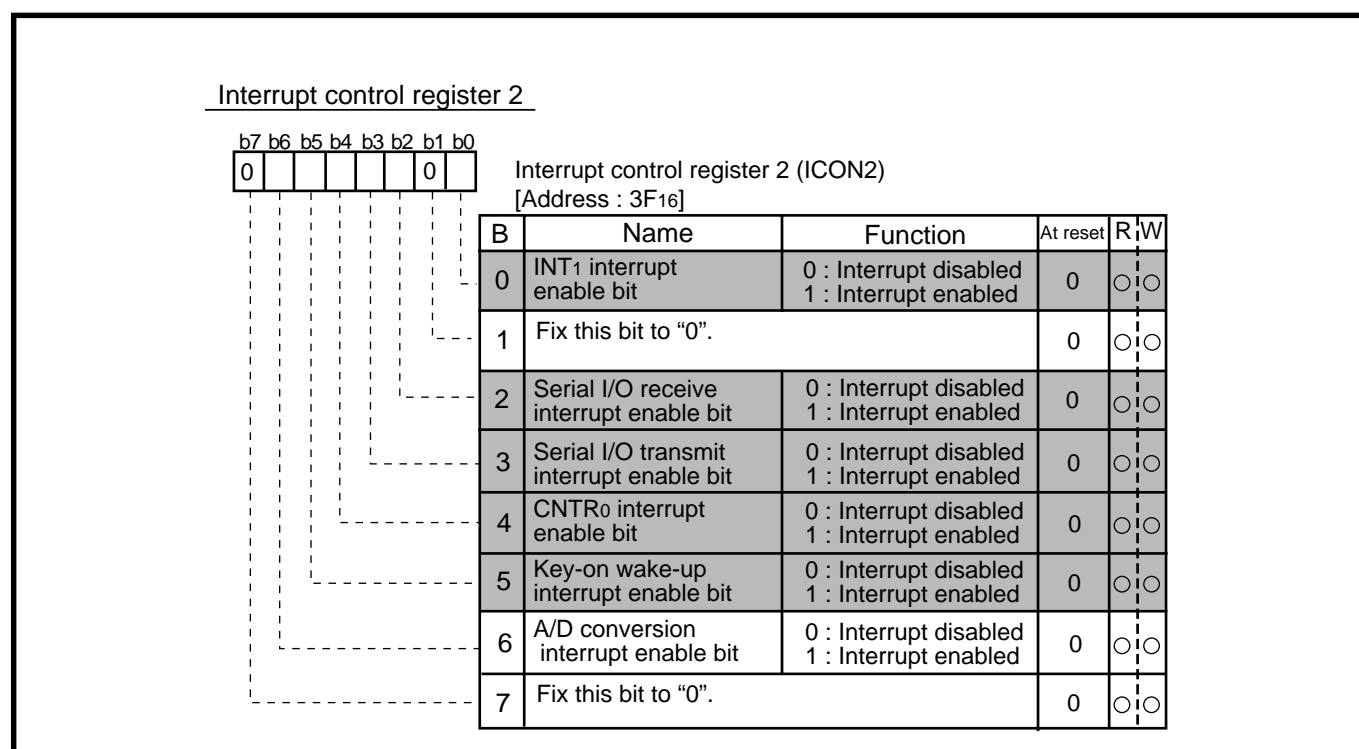 Interrupt control register 2
b7 b6 b5 b4 b3 b2 b1 b0
0 0
Interrupt control register 2 (ICON2)
[Address : 3F16]
B Name Function At reset R W
0 INT1 interrupt enable bit 0 : Interrupt disabled 1 : Interrupt enabled 0
1 Fix this bit to “0”. 0
2 Serial I/O receive interrupt enable bit 0 : Interrupt disabled 1 : Interrupt enabled 0
3 Serial I/O transmit interrupt enable bit 0 : Interrupt disabled 1 : Interrupt enabled 0
4 CNTR0 interrupt enable bit 0 : Interrupt disabled 1 : Interrupt enabled 0
5 Key-on wake-up interrupt enable bit 0 : Interrupt disabled 1 : Interrupt enabled 0
6 A/D conversion interrupt enable bit 0 : Interrupt disabled 1 : Interrupt enabled 0
7 Fix this bit to “0”. 0